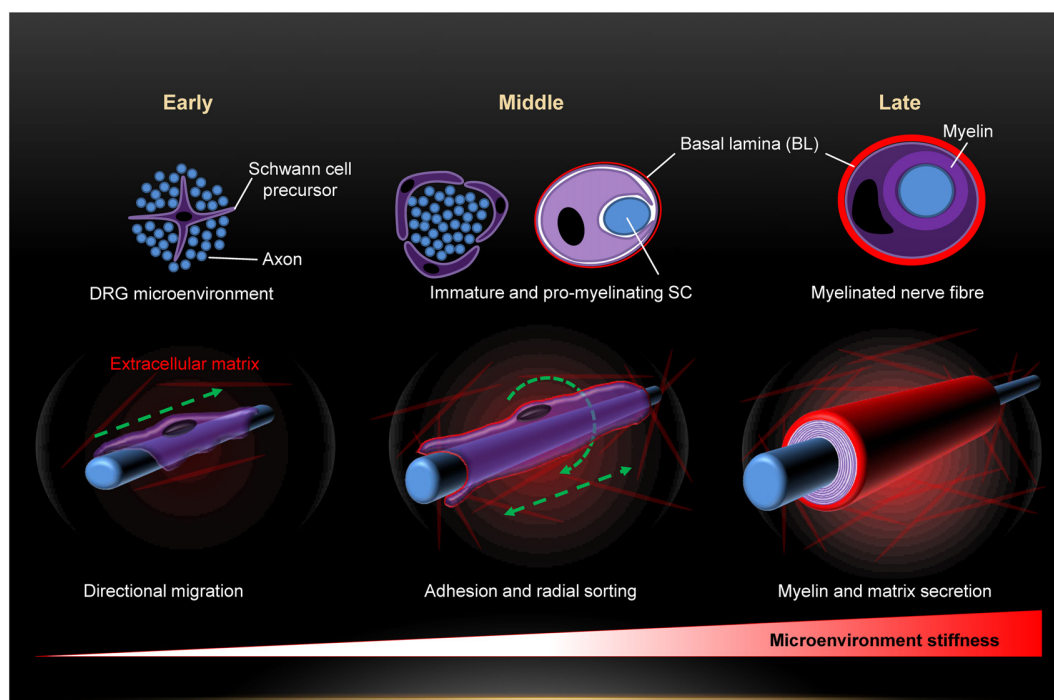 Early
Middle
Late
Schwann cell
precursor
Axon
Basal lamina (BL)
Myelin
DRG microenvironment
Immature and pro-myelinating SC
Myelinated nerve fibre
Extracellular matrix
Directional migration
Adhesion and radial sorting
Myelin and matrix secretion
Microenvironment stiffness